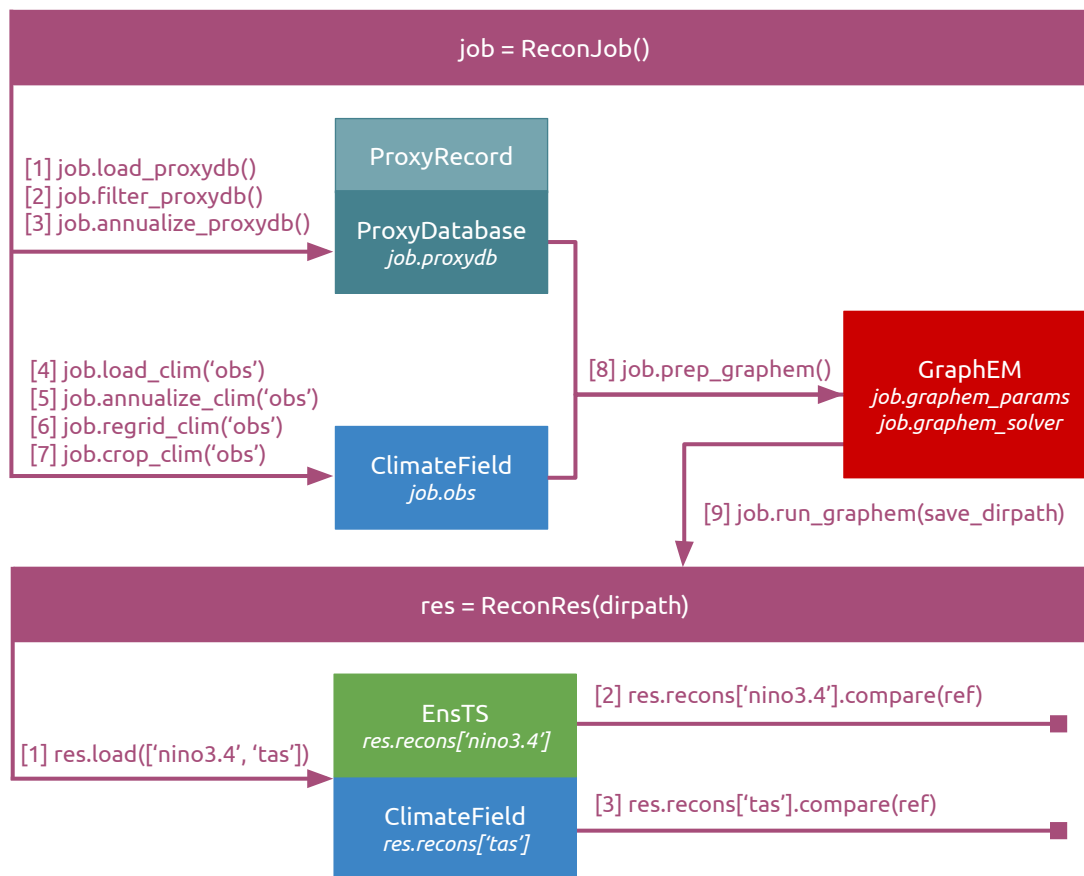 job = ReconJob()
[1] job.load_proxydb()
[2] job.filter_proxydb()
[3] job.annualize_proxydb()
ProxyRecord
ProxyDatabase
job.proxydb
[4] job.load_clim(‘obs’)
[5] job.annualize_clim(‘obs’)
[6] job.regrid_clim(‘obs’)
[7] job.crop_clim(‘obs’)
ClimateField
job.obs
[8] job.prep_graphem()
GraphEM
job.graphem_params
job.graphem_solver
[9] job.run_graphem(save_dirpath)
res = ReconRes(dirpath)
[1] res.load([‘nino3.4’, ‘tas’])
EnsTS
res.recons[‘nino3.4’]
ClimateField
res.recons[‘tas’]
[2] res.recons[‘nino3.4’].compare(ref)
[3] res.recons[‘tas’].compare(ref)